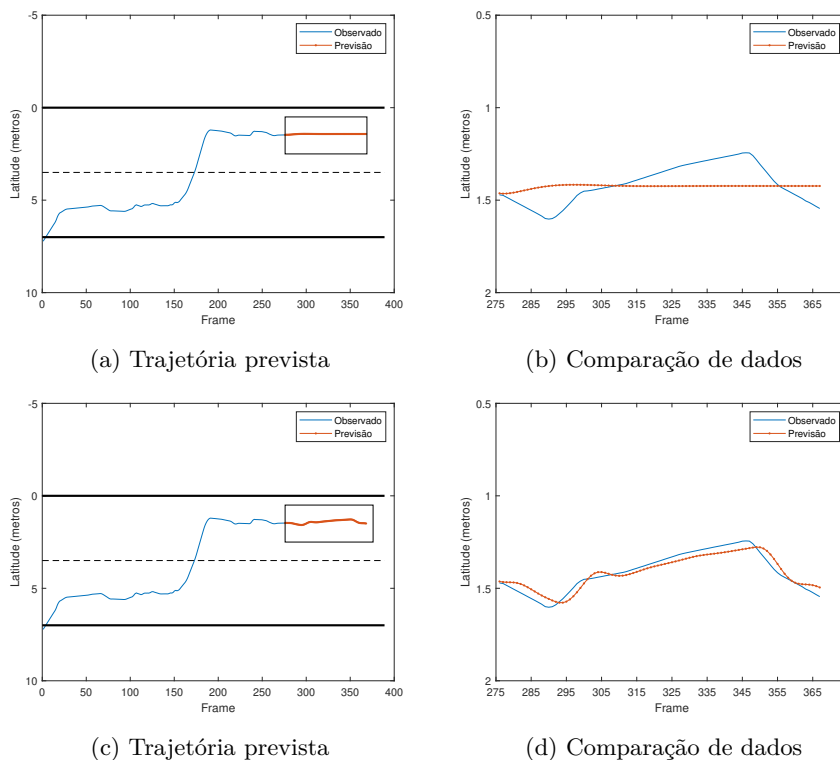 -5
0
5
10
0 50 100 150 200 250 300 350 400
Latitude (metros)
Frame
Observado
Previsão
(a) Trajetória prevista
0.5
1
1.5
2
275 285 295 305 315 325 335 345 355 365
Latitude (metros)
Frame
Observado
Previsão
(b) Comparação de dados
-5
0
5
10
0 50 100 150 200 250 300 350 400
Latitude (metros)
Frame
Observado
Previsão
(c) Trajetória prevista
0.5
1
1.5
2
275 285 295 305 315 325 335 345 355 365
Latitude (metros)
Frame
Observado
Previsão
(d) Comparação de dados